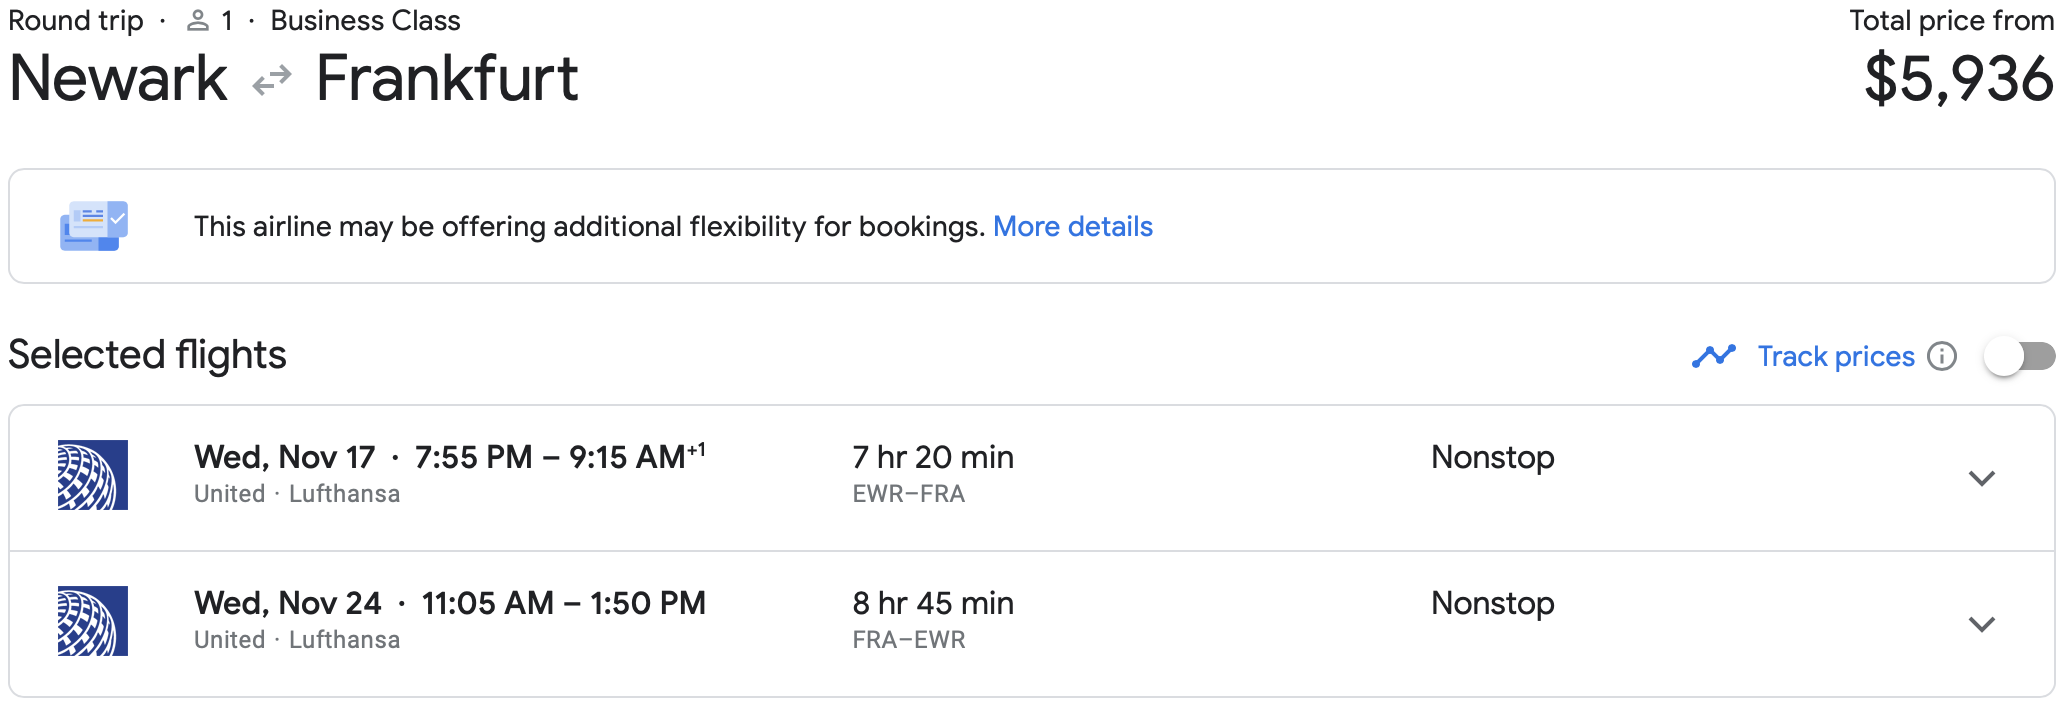 Round trip · 1 · Business Class
Total price from
Newark Frankfurt
$5,936
This airline may be offering additional flexibility for bookings. More details
Selected flights
Track prices
Wed, Nov 17 · 7:55 PM – 9:15 AM+1
7 hr 20 min
Nonstop
United · Lufthansa
EWR–FRA
Wed, Nov 24 · 11:05 AM – 1:50 PM
8 hr 45 min
Nonstop
United · Lufthansa
FRA–EWR